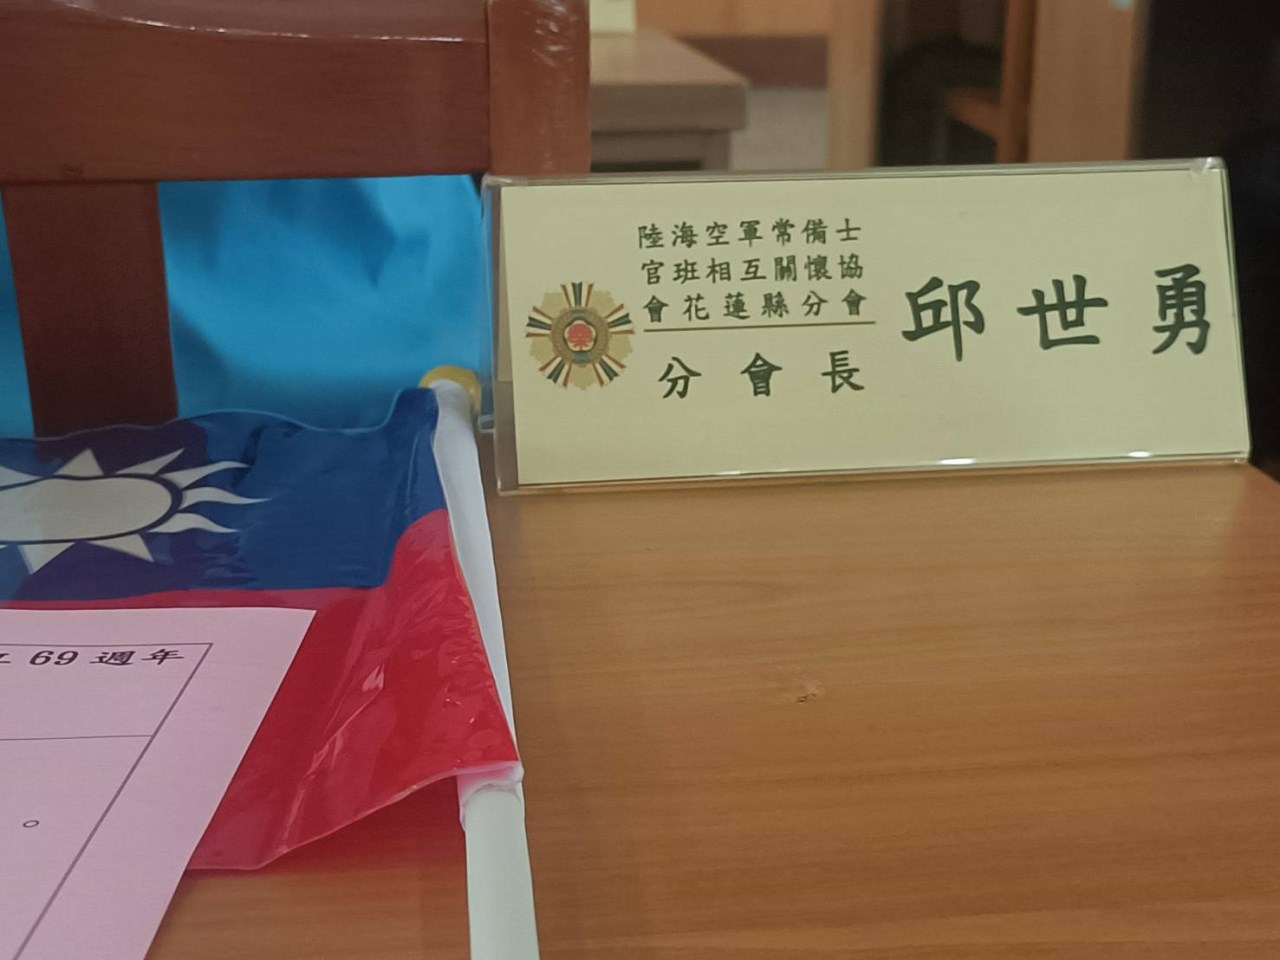 陸海空軍常備士
官班相互關懷協
會花蓮縣分會
分會長
邱世勇
69週年